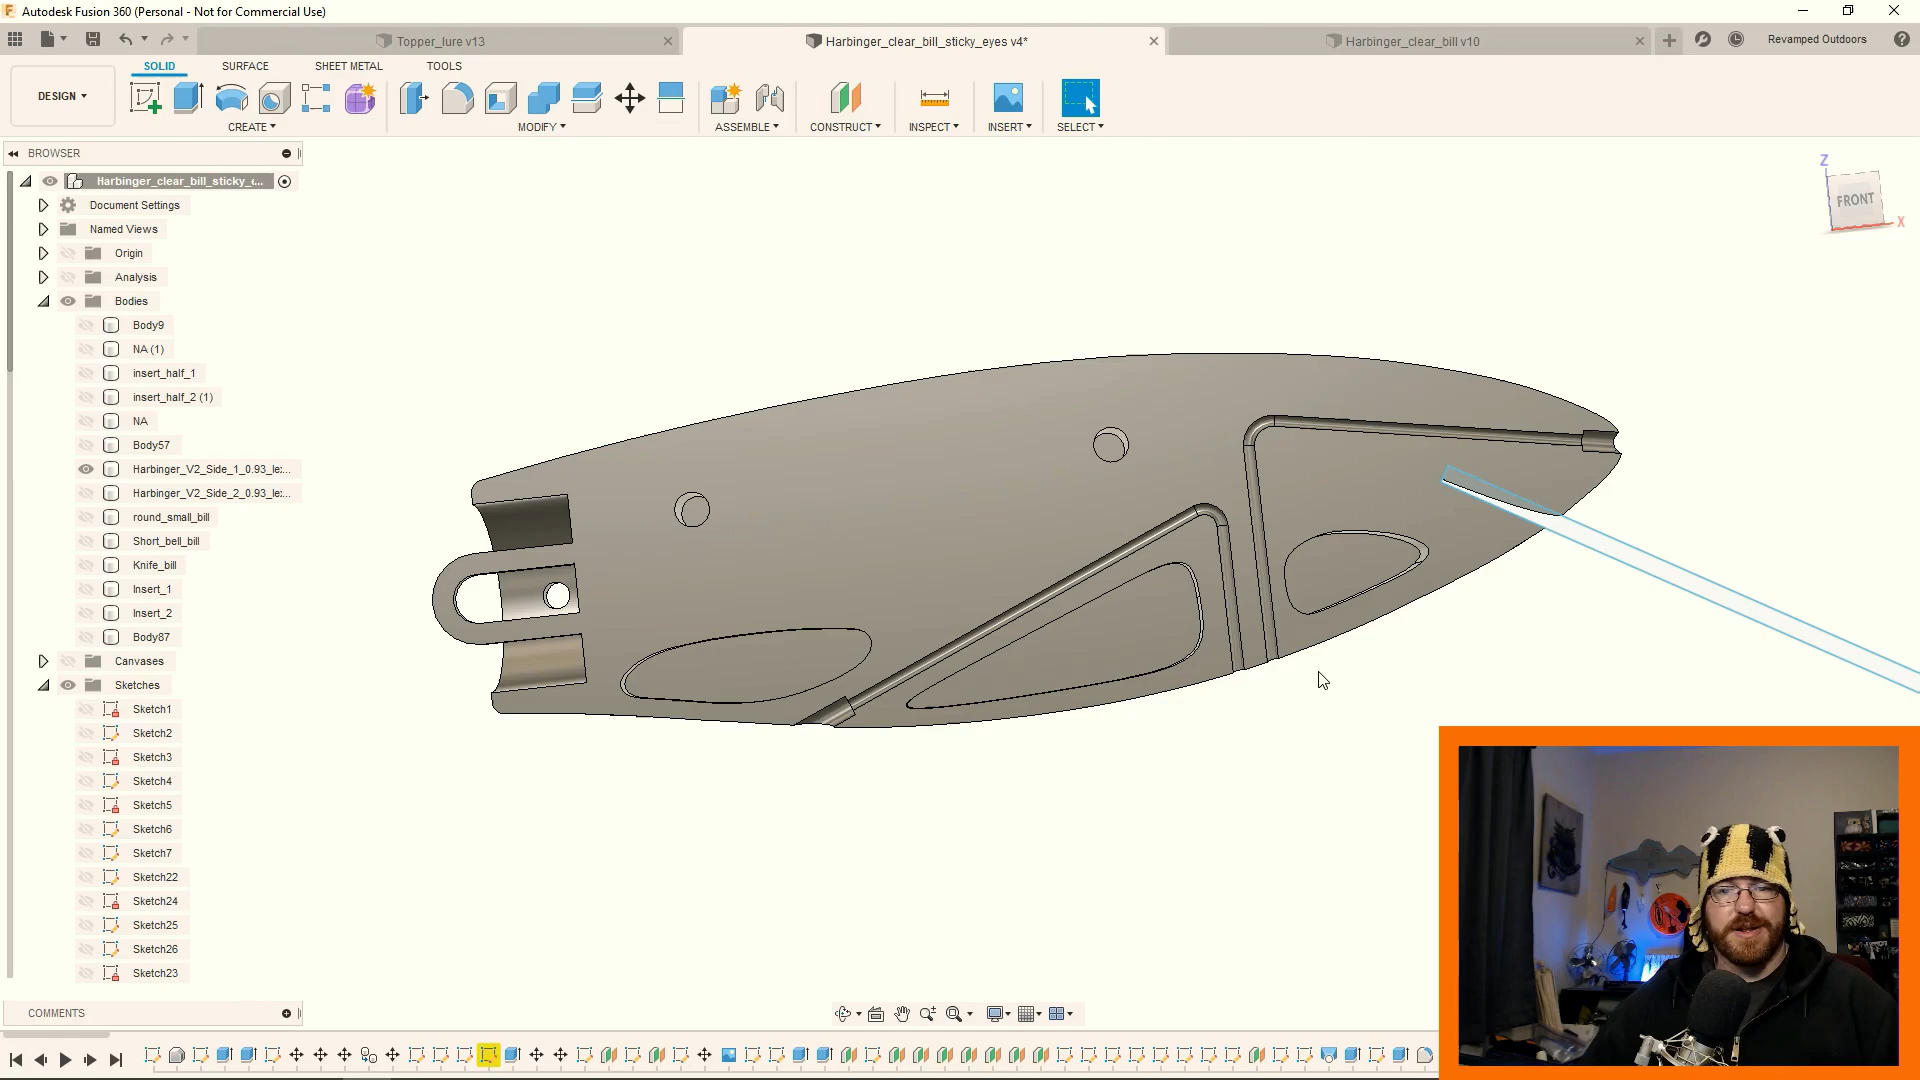 Autodesk Fusion 360 (Personal - Not for Commercial Use)
Topper_lure v13
Harbinger_clear_bill_sticky_eyes v4*
Harbinger_clear_bill v10
Revamped Outdoors
SOLID
SURFACE
SHEET METAL
TOOLS
DESIGN
CREATE
MODIFY
ASSEMBLE
CONSTRUCT
INSPECT
INSERT
SELECT
BROWSER
Harbinger_clear_bill_sticky_e...
Document Settings
Named Views
Origin
Analysis
Bodies
Body9
NA (1)
insert_half_1
insert_half_2 (1)
NA
Body57
Harbinger_V2_Side_1_0.93_le:...
Harbinger_V2_Side_2_0.93_le:...
round_small_bill
Short_bell_bill
Knife_bill
Insert_1
Insert_2
Body87
Canvases
Sketches
Sketch1
Sketch2
Sketch3
Sketch4
Sketch5
Sketch6
Sketch7
Sketch22
Sketch24
Sketch25
Sketch26
Sketch23
COMMENTS
Z
FRONT
X